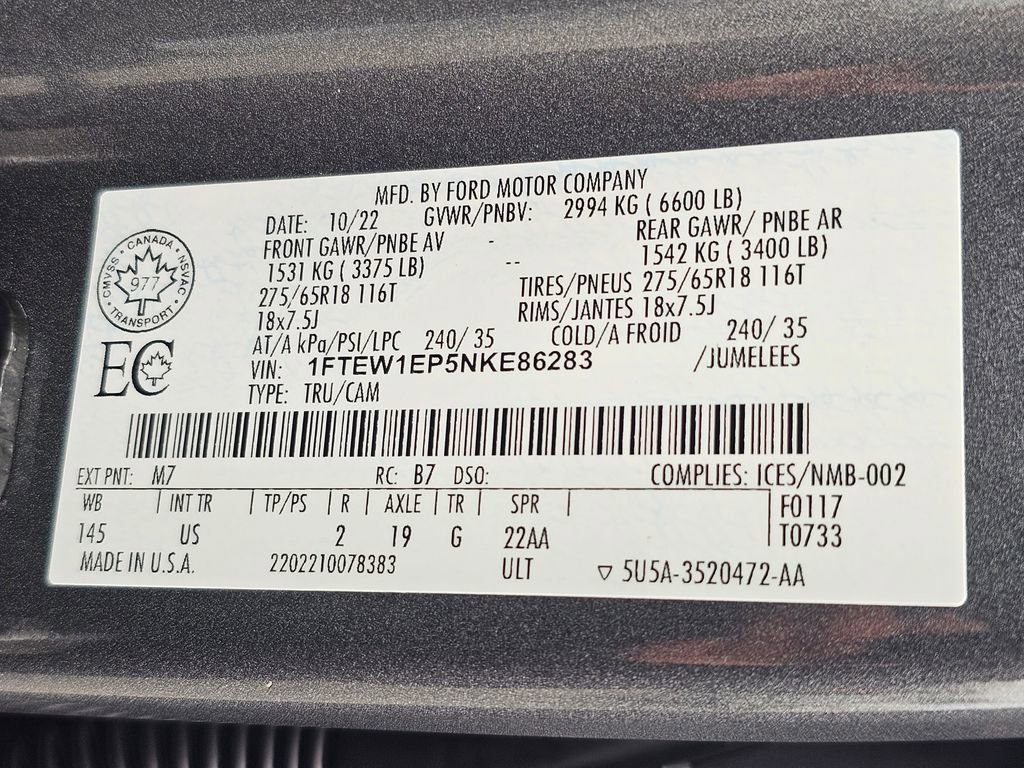 MFD. BY FORD MOTOR COMPANY
DATE: 10/22 GVWR/PNBV: 2994 KG ( 6600 LB)
FRONT GAWR/PNBE AV - REAR GAWR/ PNBE AR
1531 KG ( 3375 LB) -- 1542 KG ( 3400 LB)
275/65R18 116T TIRES/PNEUS 275/65R18 116T
18x7.5J RIMS/JANTES 18x7.5J
AT/A kPa/PSI/LPC 240/ 35 COLD/A FROID 240/ 35
VIN: 1FTEW1EP5NKE86283 /JUMELEES
TYPE: TRU/CAM
CMVSS · CANADA · NSVAC · TRANSPORT ·
977
EC
EXT PNT: M7 RC: B7 DSO: COMPLIES: ICES/NMB-002
WB | INT TR | TP/PS | R | AXLE | TR | SPR | F0117
145 US 2 19 G 22AA T0733
MADE IN U.S.A. 2202210078383 ULT ▽ 5U5A-3520472-AA